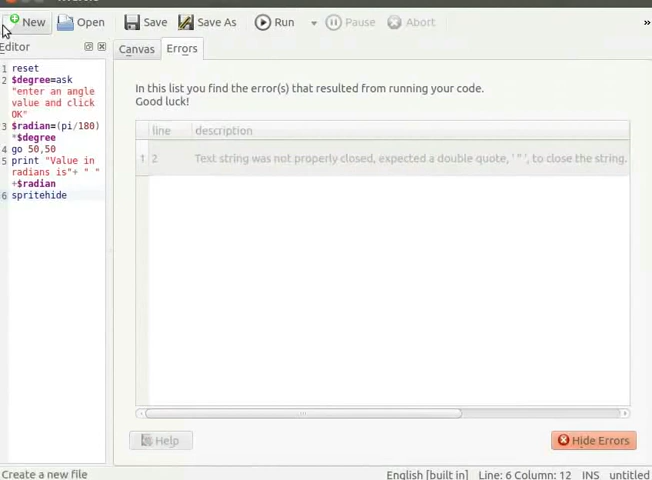 New Open Save Save As Run Pause Abort »
Editor
Canvas Errors
1 reset
2 $degree=ask
"enter an angle
value and click
OK"
3 $radian=(pi/180)
*$degree
4 go 50,50
5 print "Value in
radians is"+ " "
+$radian
6 spritehide
In this list you find the error(s) that resulted from running your code.
Good luck!
line description
1 2 Text string was not properly closed, expected a double quote, ' " ', to close the string.
Help Hide Errors
Create a new file English [built in] Line: 6 Column: 12 INS untitled